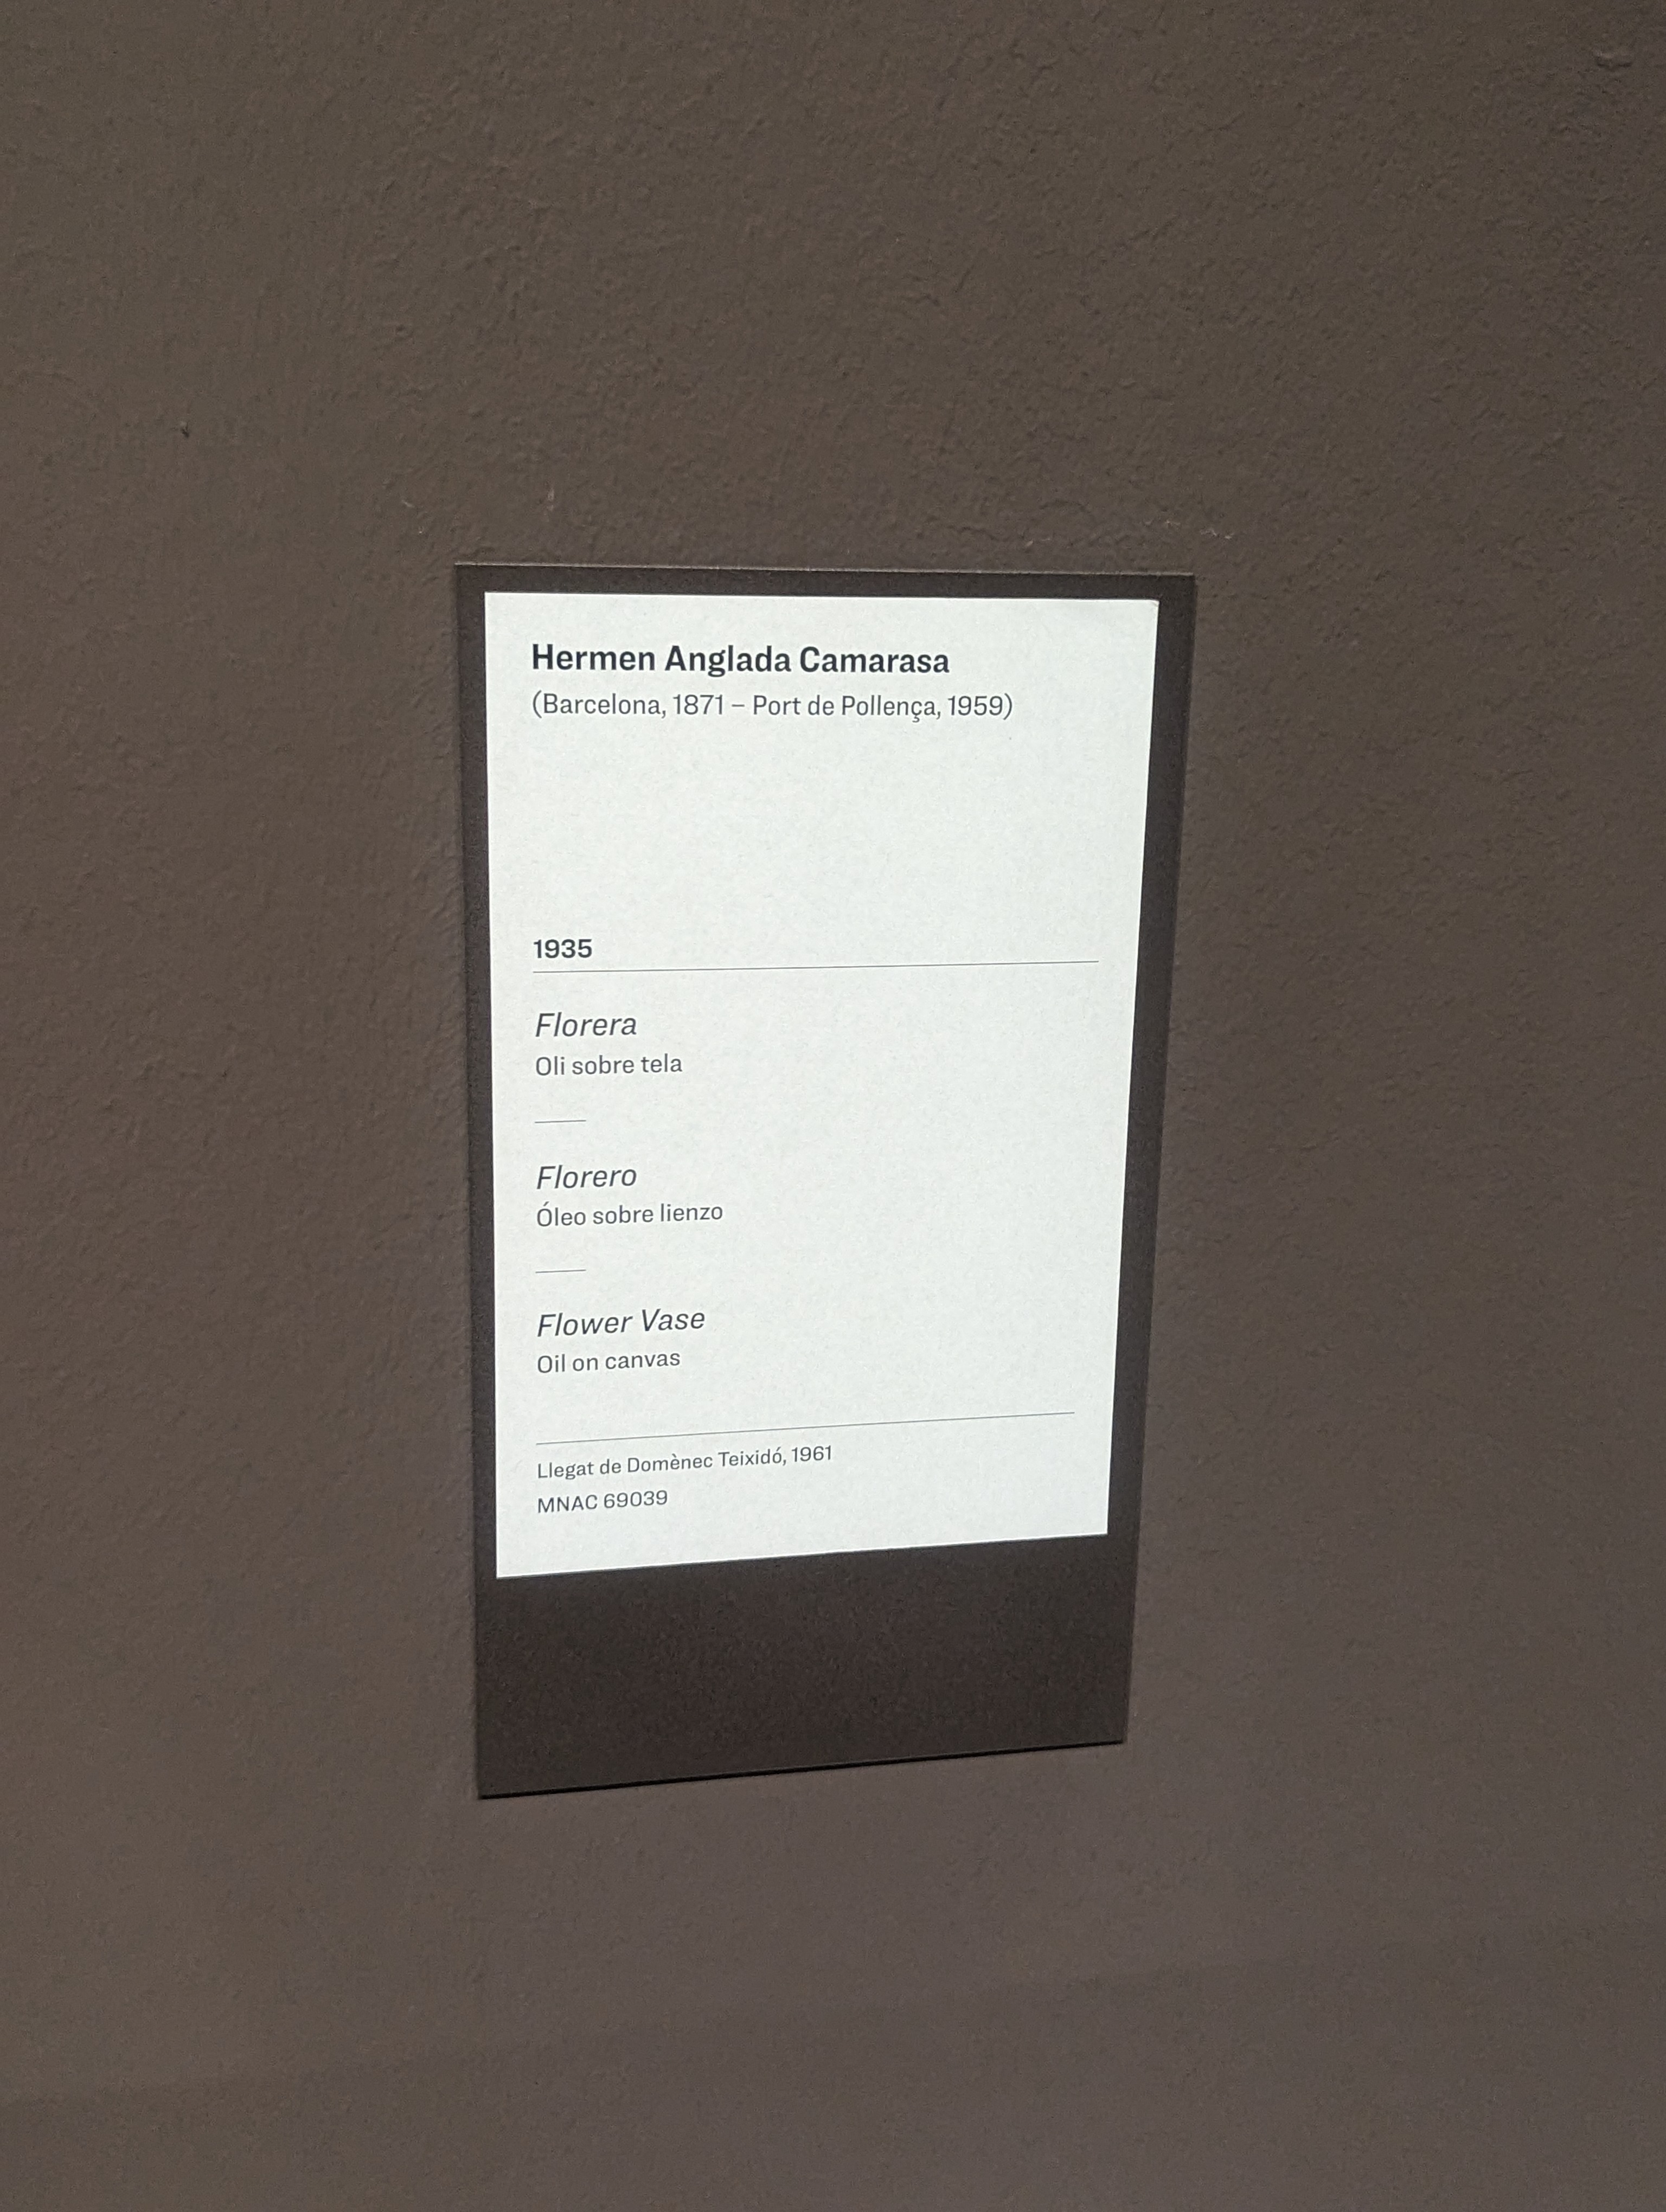 Hermen Anglada Camarasa
(Barcelona, 1871 – Port de Pollença, 1959)
1935
Florera
Oli sobre tela
Florero
Óleo sobre lienzo
Flower Vase
Oil on canvas
Llegat de Domènec Teixidó, 1961
MNAC 69039